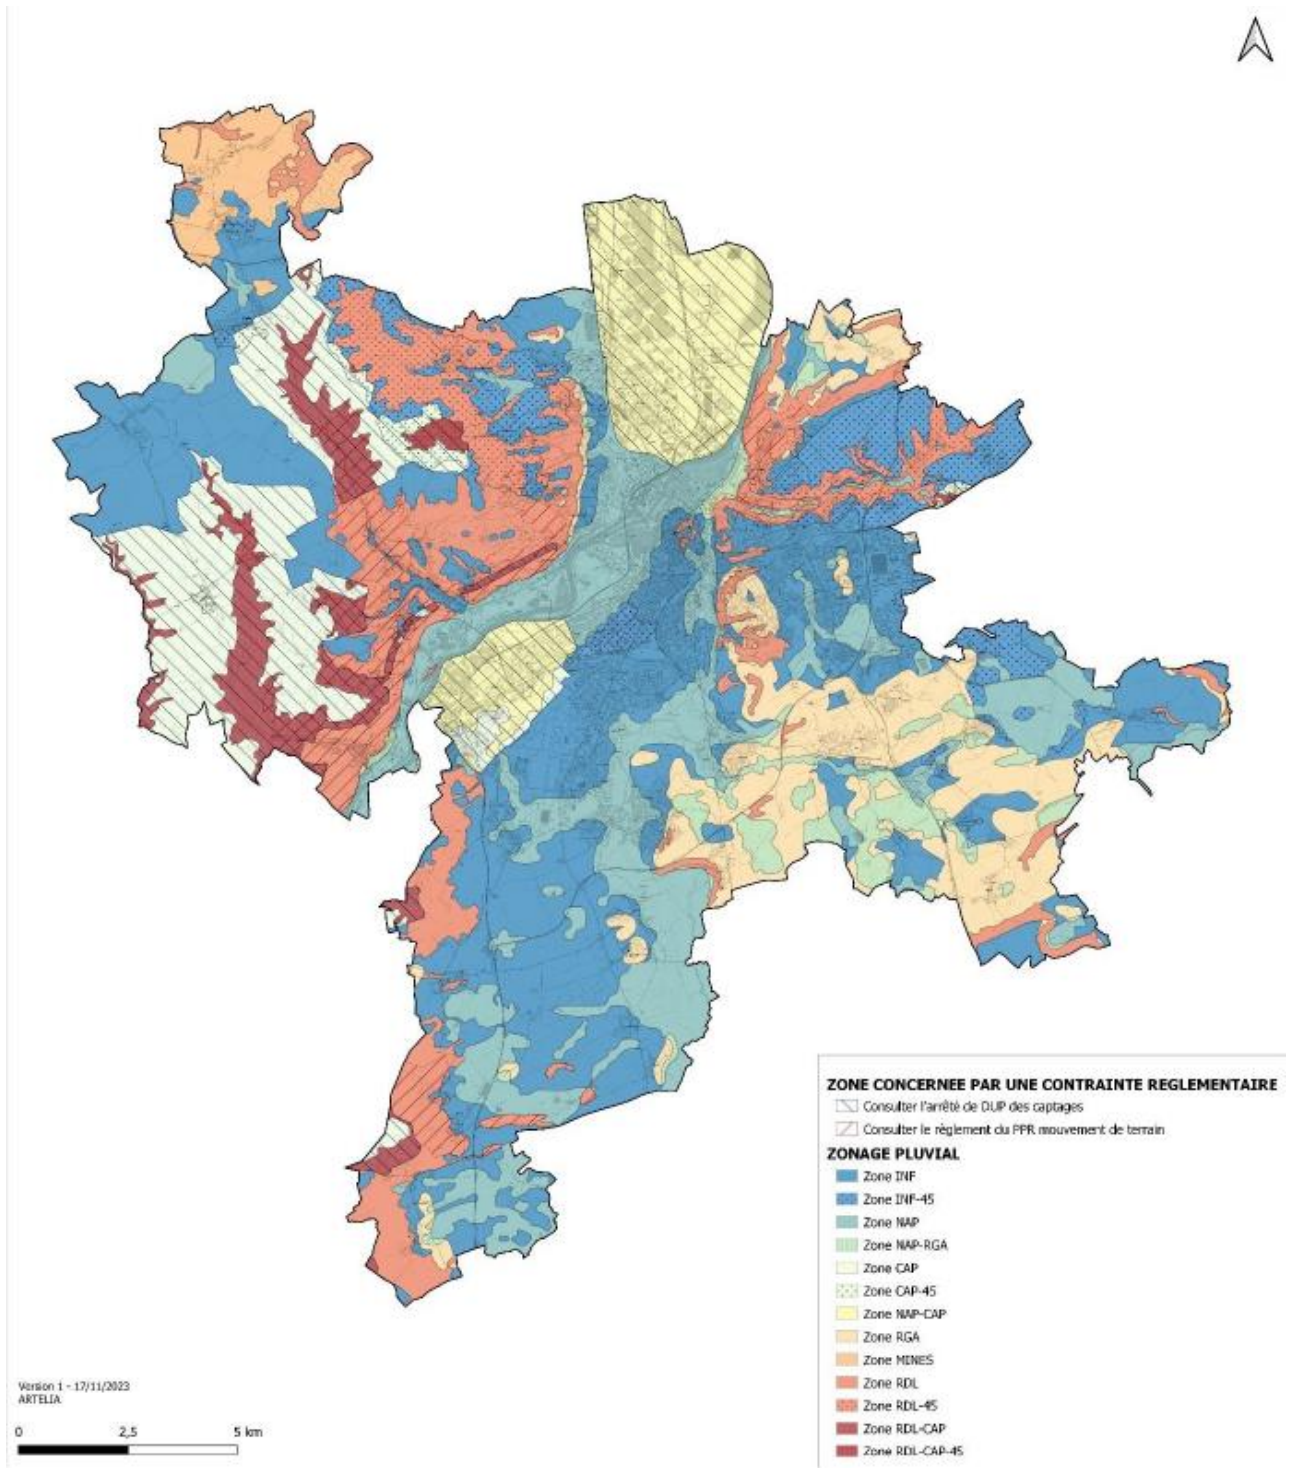 ZONE CONCERNEE PAR UNE CONTRAINTE REGLEMENTAIRE
Consulter l'arrêté de DUP des captages
Consulter le règlement du PPR mouvement de terrain
ZONAGE PLUVIAL
Zone INF
Zone INF-45
Zone NAP
Zone NAP-RGA
Zone CAP
Zone CAP-45
Zone NAP-CAP
Zone RGA
Zone MINES
Zone RDL
Zone RDL-45
Zone RDL-CAP
Zone RDL-CAP-45
Version 1 - 17/11/2023
ARTELIA
0 2,5 5 km